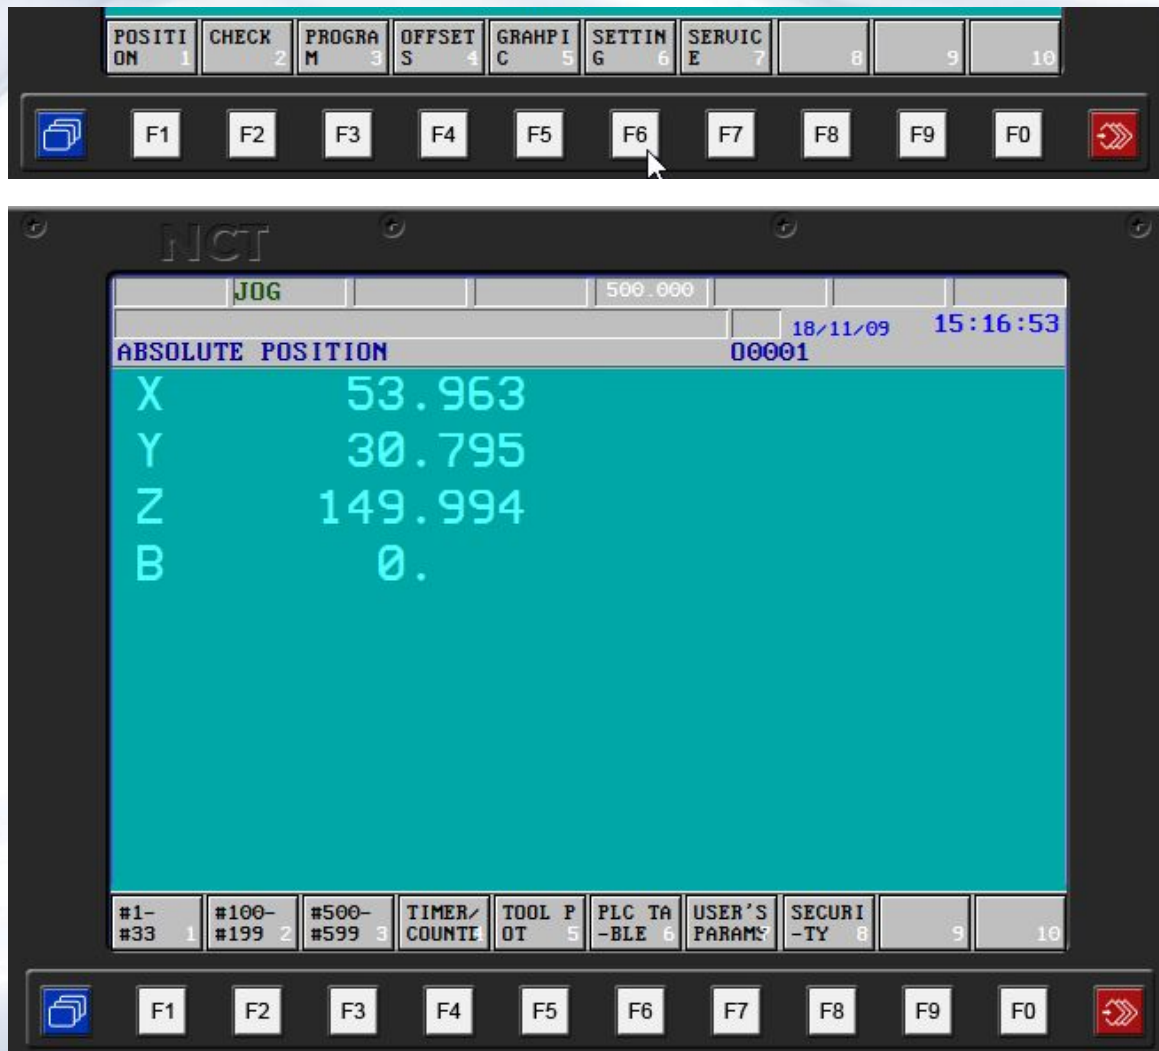 POSITI CHECK PROGRA OFFSET GRAHPI SETTIN SERVIC
ON 1 2 M 3 S 4 C 5 G 6 E 7 8 9 10
F1 F2 F3 F4 F5 F6 F7 F8 F9 F0
NCT
JOG 500.000
18/11/09 15:16:53
ABSOLUTE POSITION O0001
X 53.963
Y 30.795
Z 149.994
B 0.
#1- #100- #500- TIMER/ TOOL P PLC TA USER'S SECURI
#33 1 #199 2 #599 3 COUNTE 4 OT 5 -BLE 6 PARAMS 7 -TY 8 9 10
F1 F2 F3 F4 F5 F6 F7 F8 F9 F0